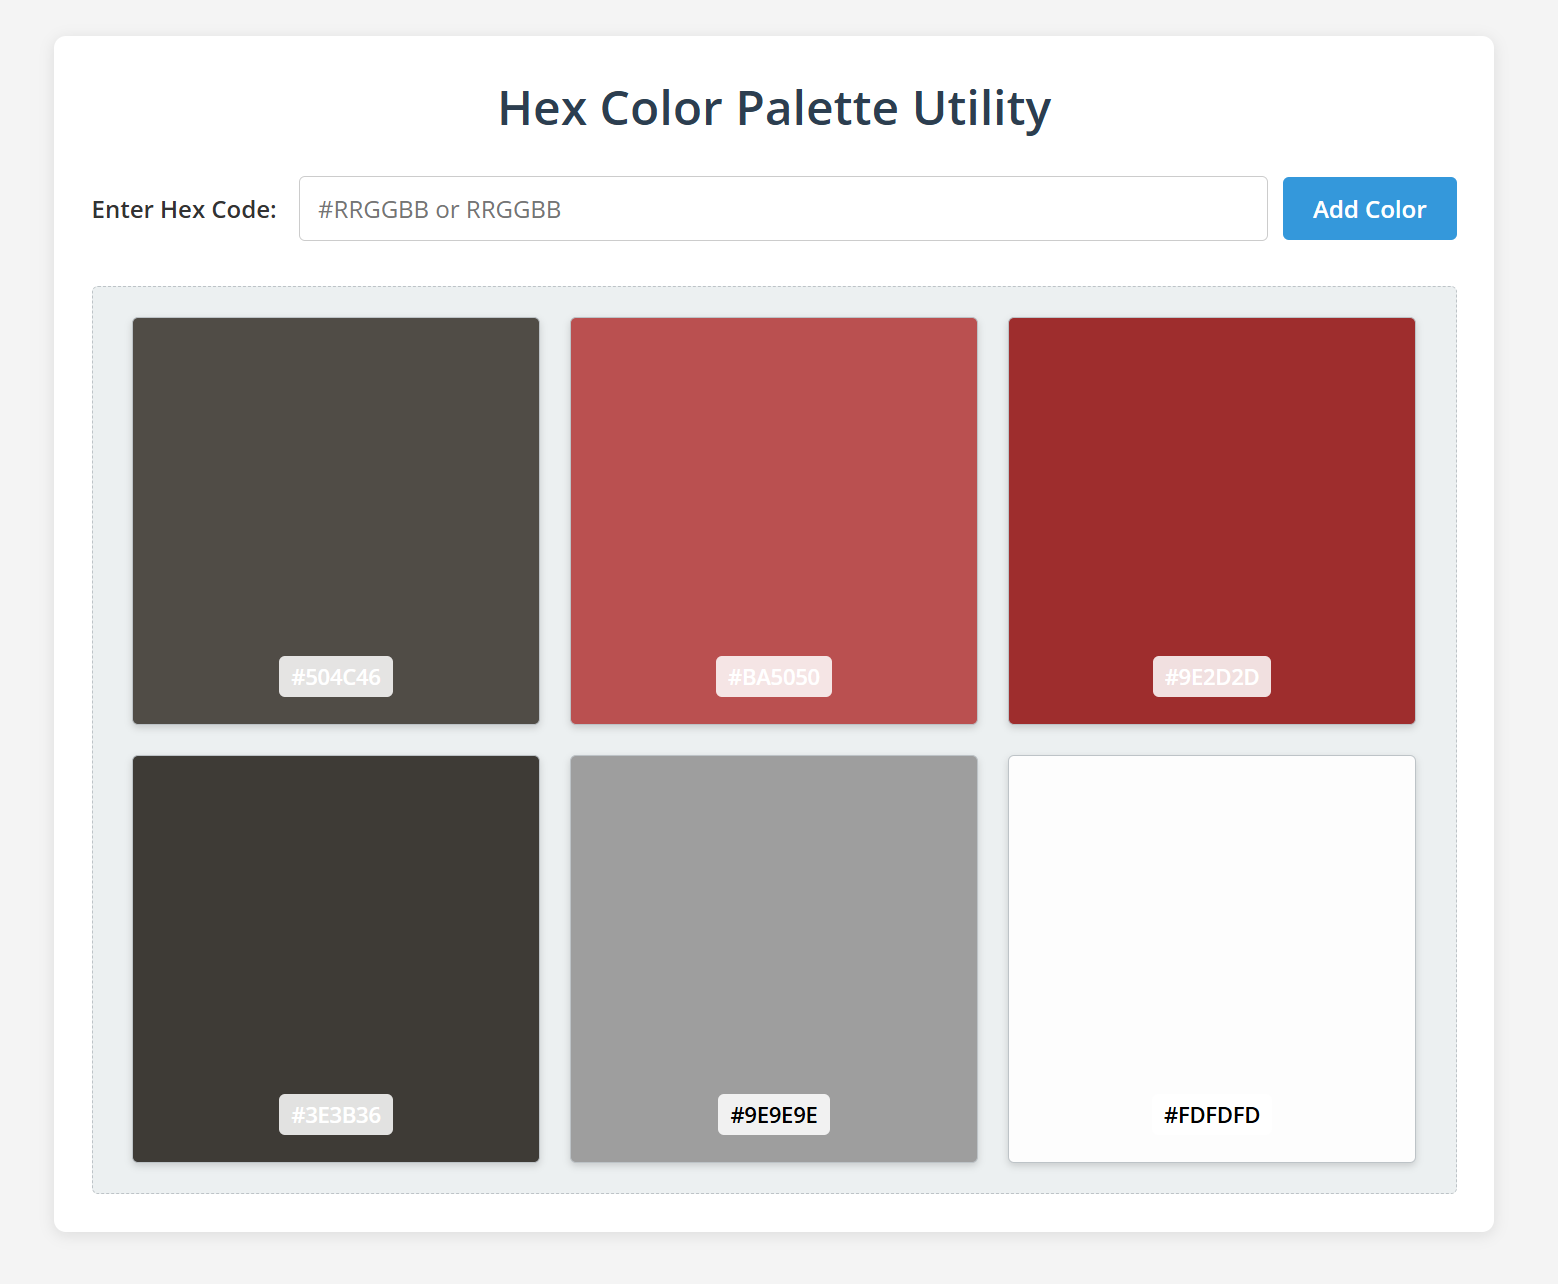 Hex Color Palette Utility
Enter Hex Code:
#RRGGBB or RRGGBB
Add Color
#504C46
#BA5050
#9E2D2D
#3E3B36
#9E9E9E
#FDFDFD